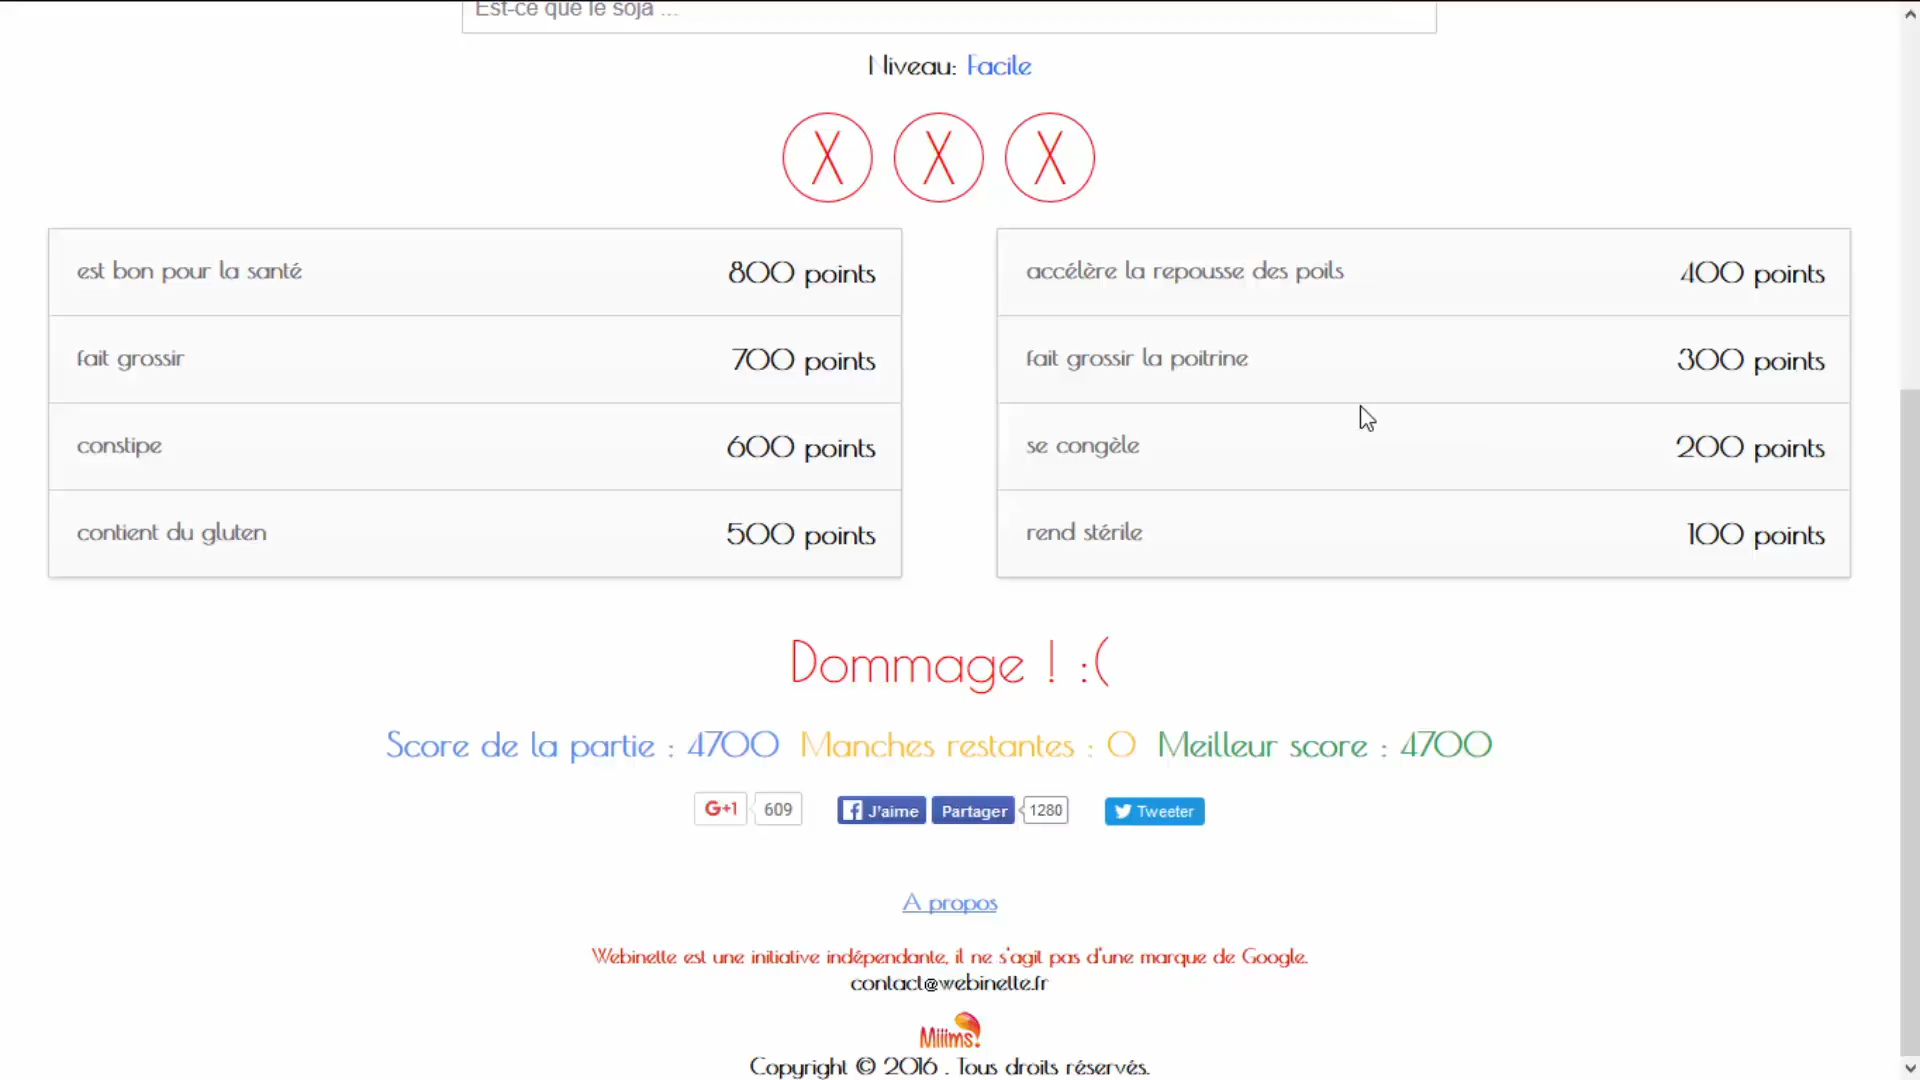 Est-ce que le soja ...
Niveau: Facile
X X X
est bon pour la santé 800 points
fait grossir 700 points
constipe 600 points
contient du gluten 500 points
accélère la repousse des poils 400 points
fait grossir la poitrine 300 points
se congèle 200 points
rend stérile 100 points
Dommage ! :(
Score de la partie : 4700 Manches restantes : 0 Meilleur score : 4700
G+1 609 J'aime Partager 1280 Tweeter
A propos
Webinette est une initiative indépendante, il ne s'agit pas d'une marque de Google.
contact@webinette.fr
Miiims!
Copyright © 2016 . Tous droits réservés.